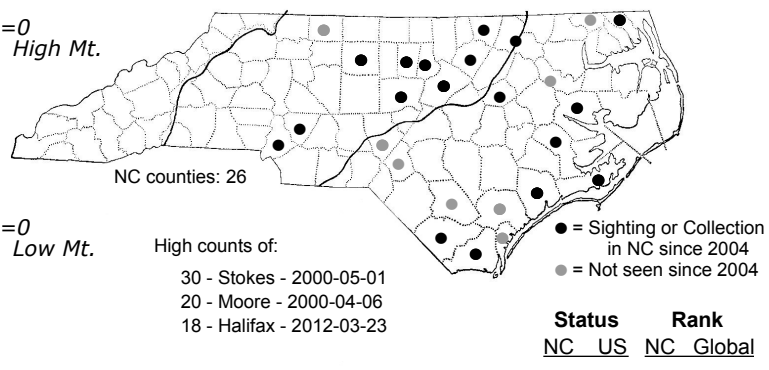 =0
High Mt.
NC counties: 26
=0
Low Mt.
High counts of:
30 - Stokes - 2000-05-01
20 - Moore - 2000-04-06
18 - Halifax - 2012-03-23
= Sighting or Collection
in NC since 2004
= Not seen since 2004
Status Rank
NC US NC Global